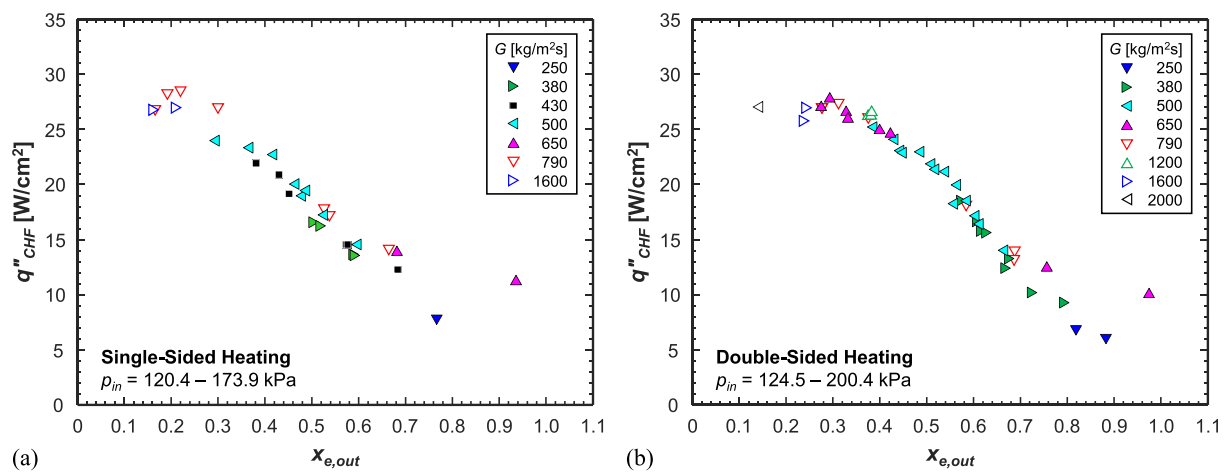 40
35
30
25
20
15
10
5
0
q"CHF [W/cm²]
G [kg/m²s]
250
380
430
500
650
790
1600
Single-Sided Heating
p_in = 120.4 – 173.9 kPa
0 0.1 0.2 0.3 0.4 0.5 0.6 0.7 0.8 0.9 1.0 1.1
x_e,out
(a)
35
30
25
20
15
10
5
0
q"CHF [W/cm²]
G [kg/m²s]
250
380
500
650
790
1200
1600
2000
Double-Sided Heating
p_in = 124.5 – 200.4 kPa
0 0.1 0.2 0.3 0.4 0.5 0.6 0.7 0.8 0.9 1.0 1.1
x_e,out
(b)